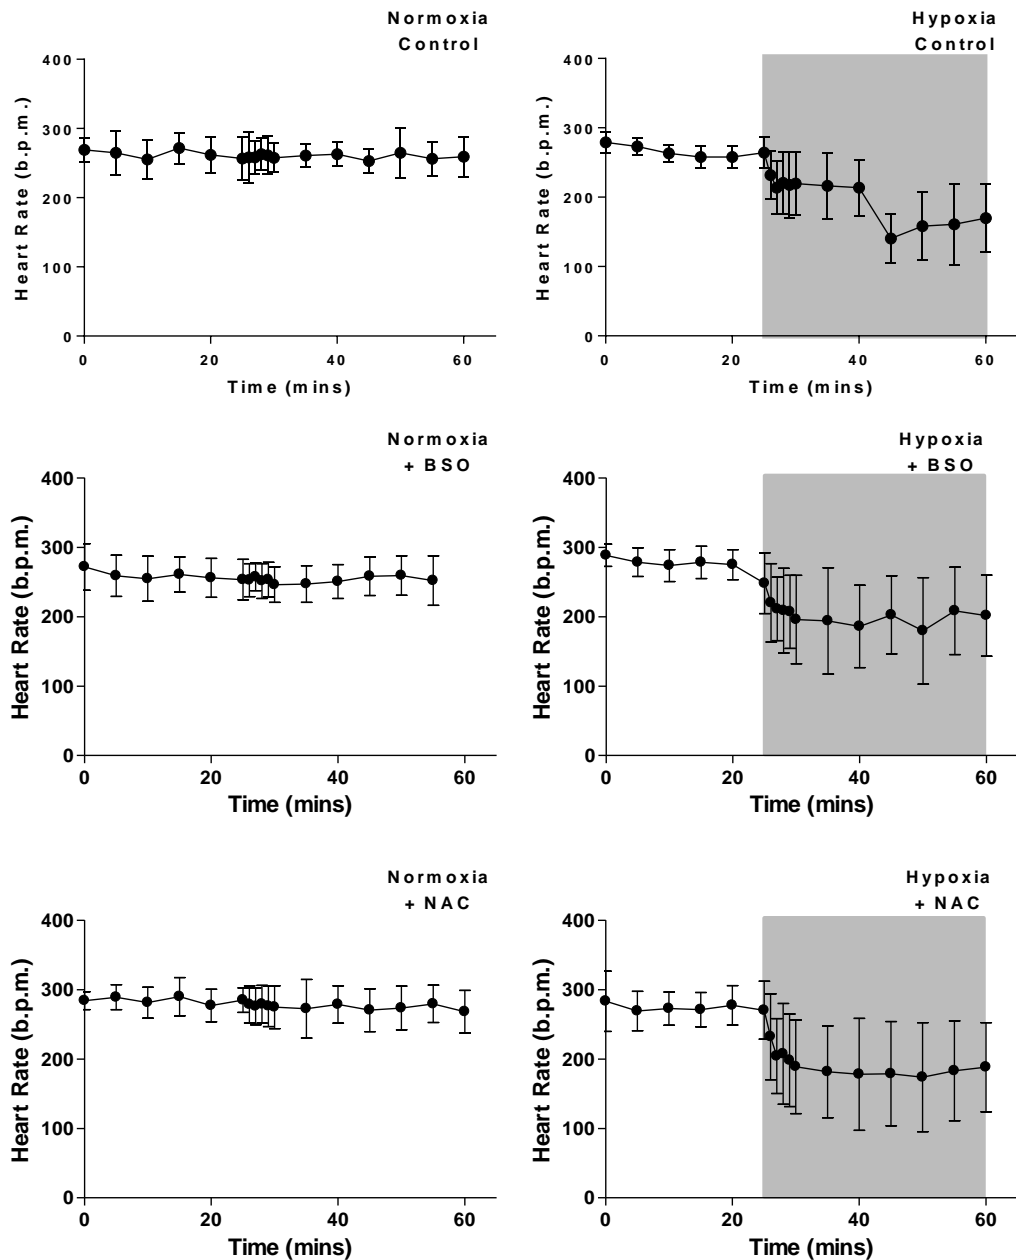 Normoxia
Control
400
300
200
100
0
Heart Rate (b.p.m.)
0 20 40 60
Time (mins)
Hypoxia
Control
400
300
200
100
0
Heart Rate (b.p.m.)
0 20 40 60
Time (mins)
Normoxia
+ BSO
400
300
200
100
0
Heart Rate (b.p.m.)
0 20 40 60
Time (mins)
Hypoxia
+ BSO
400
300
200
100
0
Heart Rate (b.p.m.)
0 20 40 60
Time (mins)
Normoxia
+ NAC
400
300
200
100
0
Heart Rate (b.p.m.)
0 20 40 60
Time (mins)
Hypoxia
+ NAC
400
300
200
100
0
Heart Rate (b.p.m.)
0 20 40 60
Time (mins)